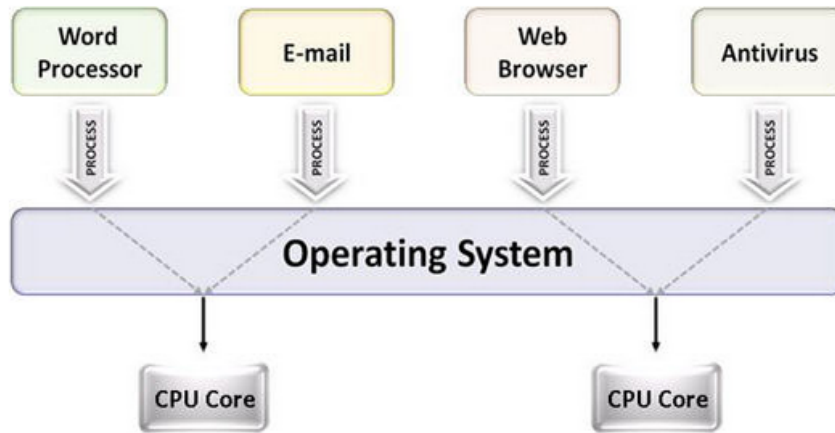 Word
Processor
E-mail
Web
Browser
Antivirus
PROCESS
PROCESS
PROCESS
PROCESS
Operating System
CPU Core
CPU Core